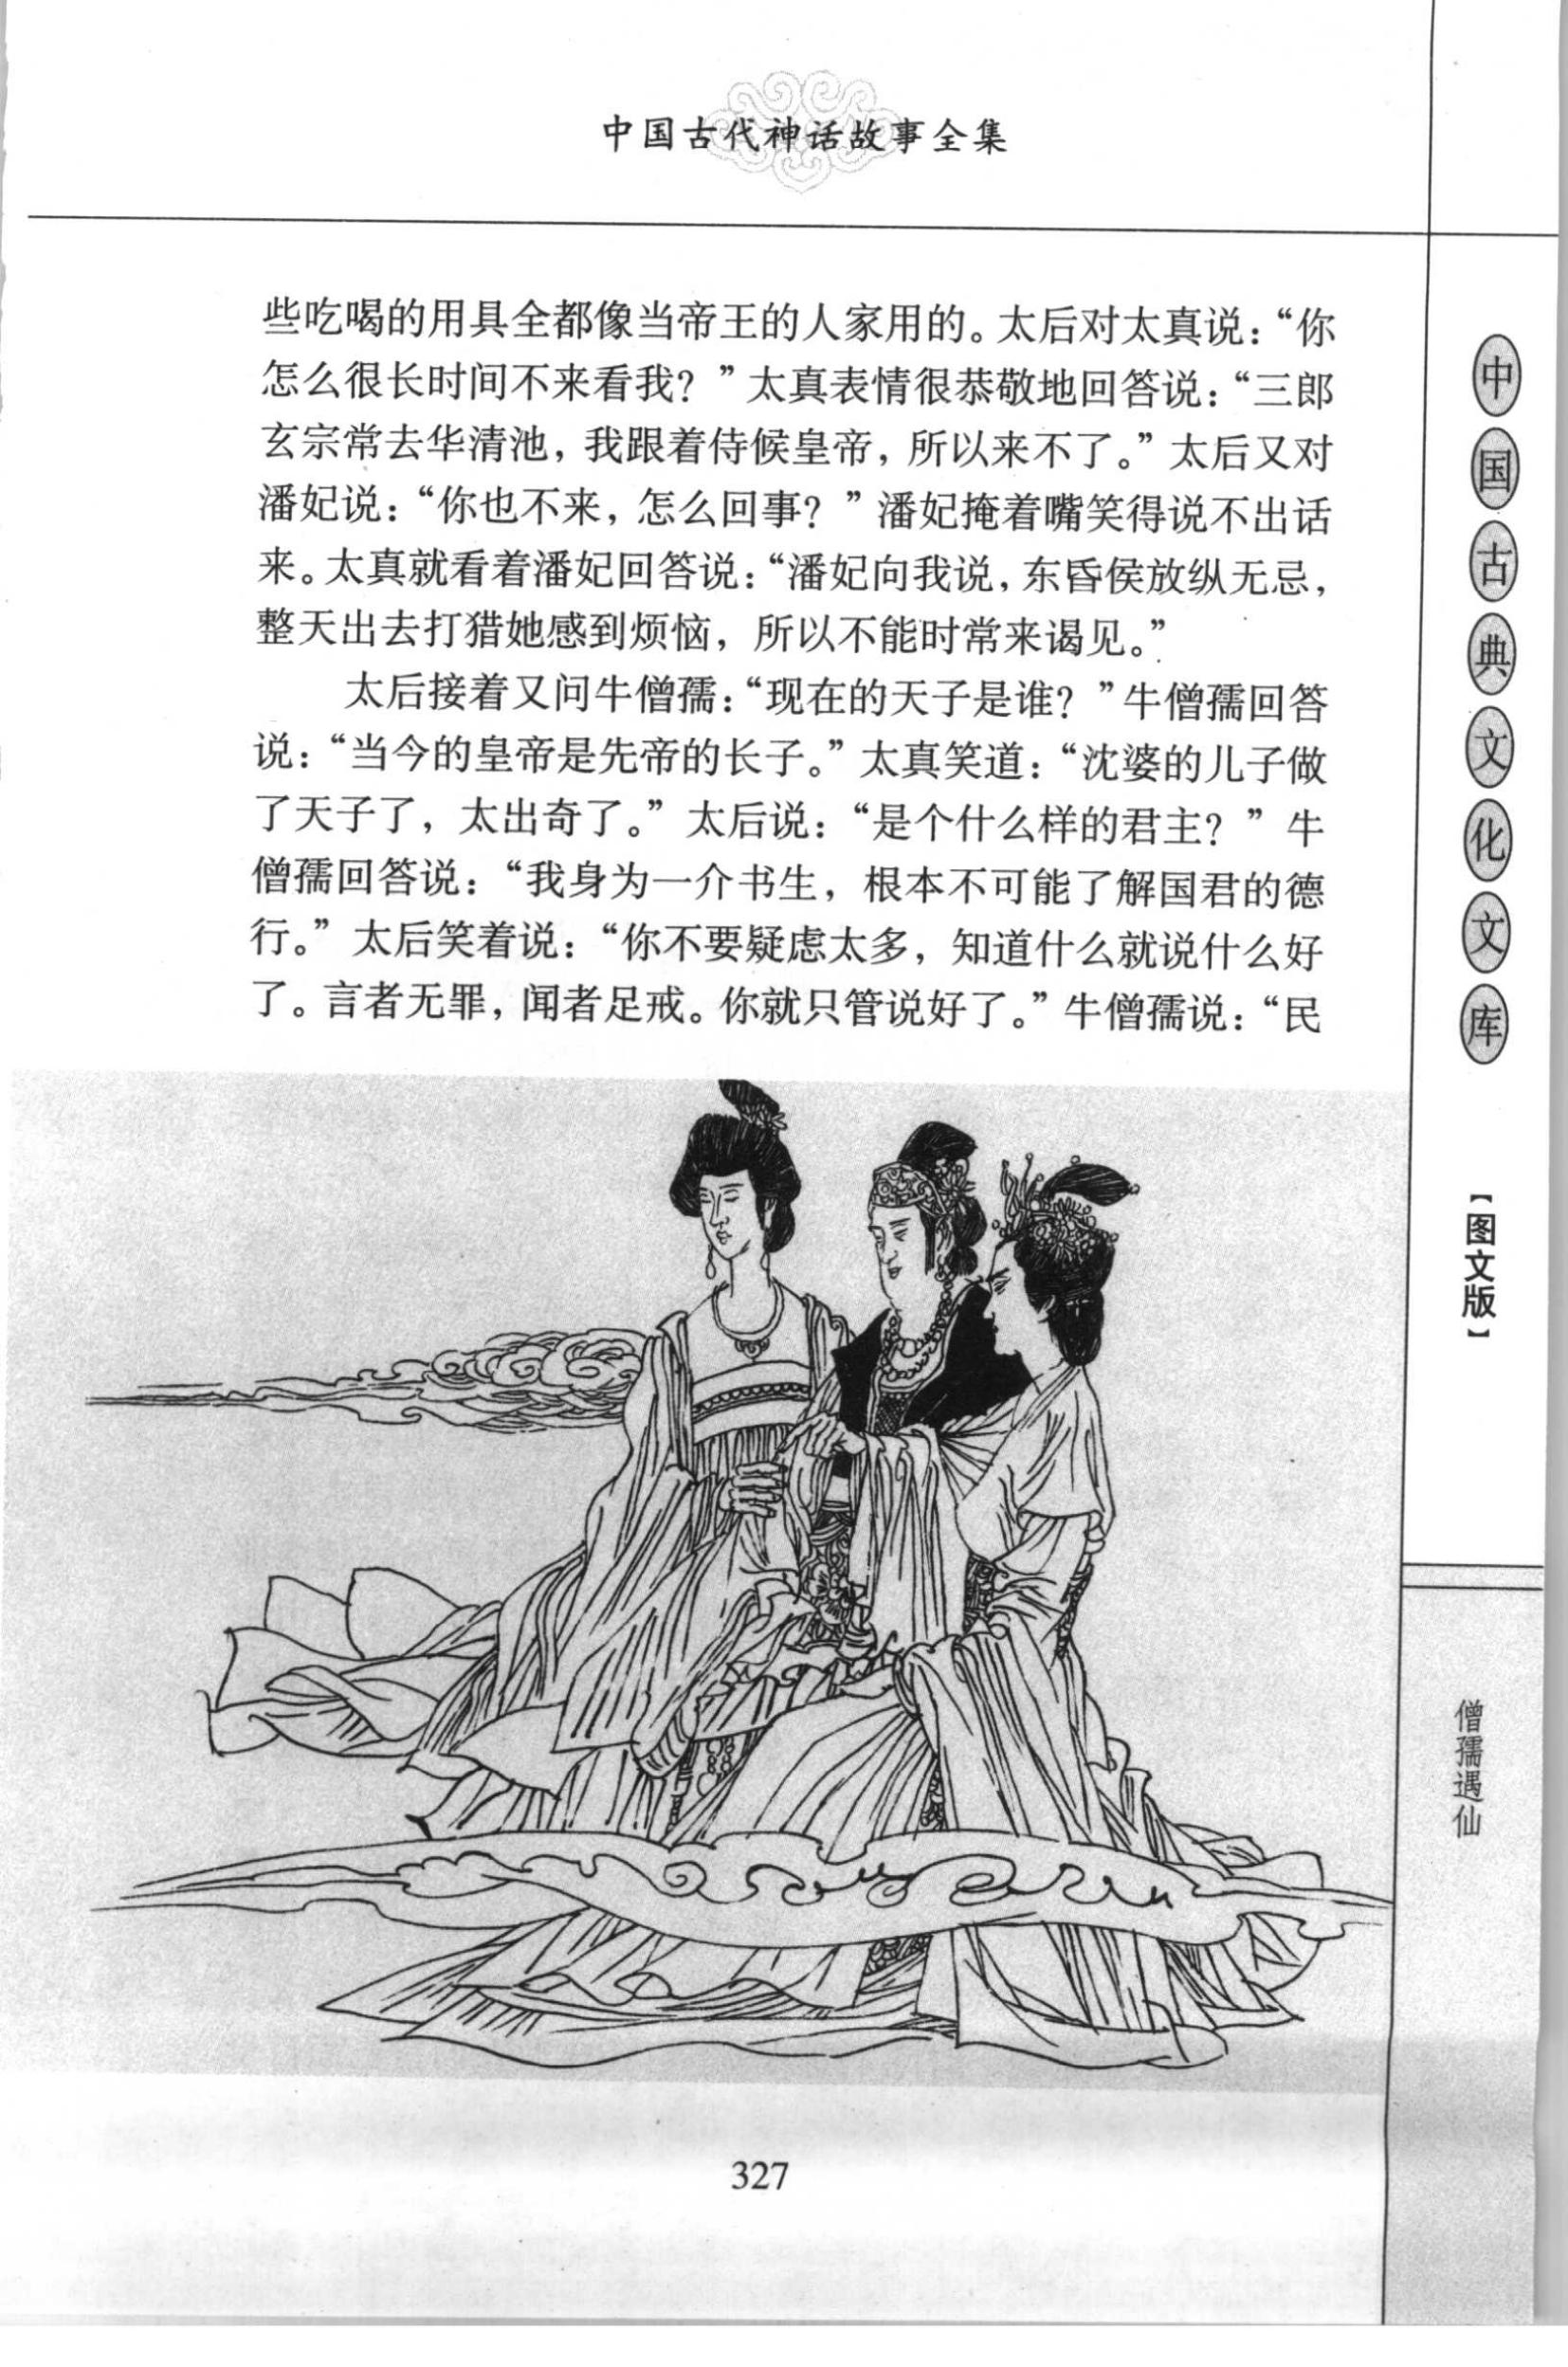 中国古代神话故事全集
些吃喝的用具全都像当帝王的人家用的。太后对太真说：“你
怎么很长时间不来看我？”太真表情很恭敬地回答说：“三郎
玄宗常去华清池，我跟着侍候皇帝，所以来不了。”太后又对
潘妃说：“你也不来，怎么回事？”潘妃掩着嘴笑得说不出话
来。太真就看着潘妃回答说：“潘妃向我说，东昏侯放纵无忌，
整天出去打猎她感到烦恼，所以不能时常来谒见。”
太后接着又问牛僧孺：“现在的天子是谁？”牛僧孺回答
说：“当今的皇帝是先帝的长子。”太真笑道：“沈婆的儿子做
了天子了，太出奇了。”太后说：“是个什么样的君主？”牛
僧孺回答说：“我身为一介书生，根本不可能了解国君的德
行。”太后笑着说：“你不要疑虑太多，知道什么就说什么好
了。言者无罪，闻者足戒。你就只管说好了。”牛僧孺说：“民
中国古典文化文库
【图文版】
僧孺遇仙
327